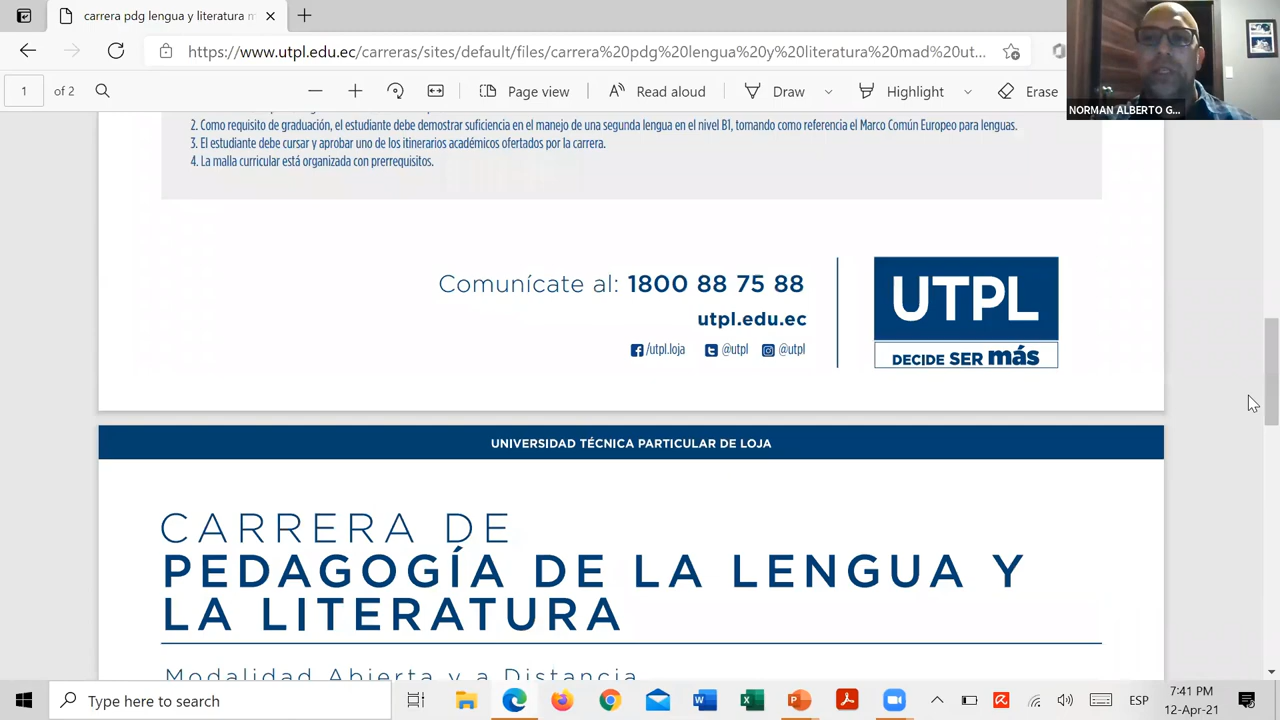 carrera pdg lengua y literatura m
https://www.utpl.edu.ec/carreras/sites/default/files/carrera%20pdg%20lengua%20y%20literatura%20mad%20ut...
1 of 2
Page view
Read aloud
Draw
Highlight
Erase
NORMAN ALBERTO G...
2. Como requisito de graduación, el estudiante debe demostrar suficiencia en el manejo de una segunda lengua en el nivel B1, tomando como referencia el Marco Común Europeo para lenguas.
3. El estudiante debe cursar y aprobar uno de los itinerarios académicos ofertados por la carrera.
4. La malla curricular está organizada con prerrequisitos.
Comunícate al: 1800 88 75 88
utpl.edu.ec
/utpl.loja @utpl @utpl
UTPL
DECIDE SER más
UNIVERSIDAD TÉCNICA PARTICULAR DE LOJA
CARRERA DE
PEDAGOGÍA DE LA LENGUA Y
LA LITERATURA
Modalidad Abierta y a Distancia
Type here to search
ESP
7:41 PM
12-Apr-21